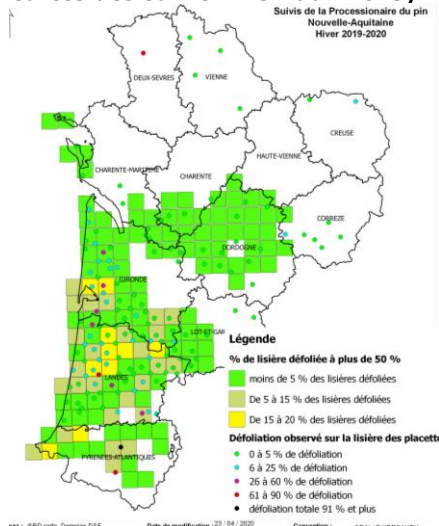 Suivis de la Processionaire du pin
Nouvelle-Aquitaine
Hiver 2019-2020
DEUX-SEVRES
VIENNE
CREUSE
HAUTE-VIENNE
CHARENTE-MARITIME
CHARENTE
CORREZE
DORDOGNE
GIRONDE
LOT-ET-GAR
LANDES
PYRENEES-ATLANTIQUES
Légende
% de lisière défoliée à plus de 50 %
moins de 5 % des lisières défoliées
De 5 à 15 % des lisières défoliées
De 15 à 20 % des lisières défoliées
Défoliation observé sur la lisière des placette
0 à 5 % de défoliation
6 à 25 % de défoliation
26 à 60 % de défoliation
61 à 90 % de défoliation
défoliation totale 91 % et plus
Date de modification : 23 / 04 / 2020